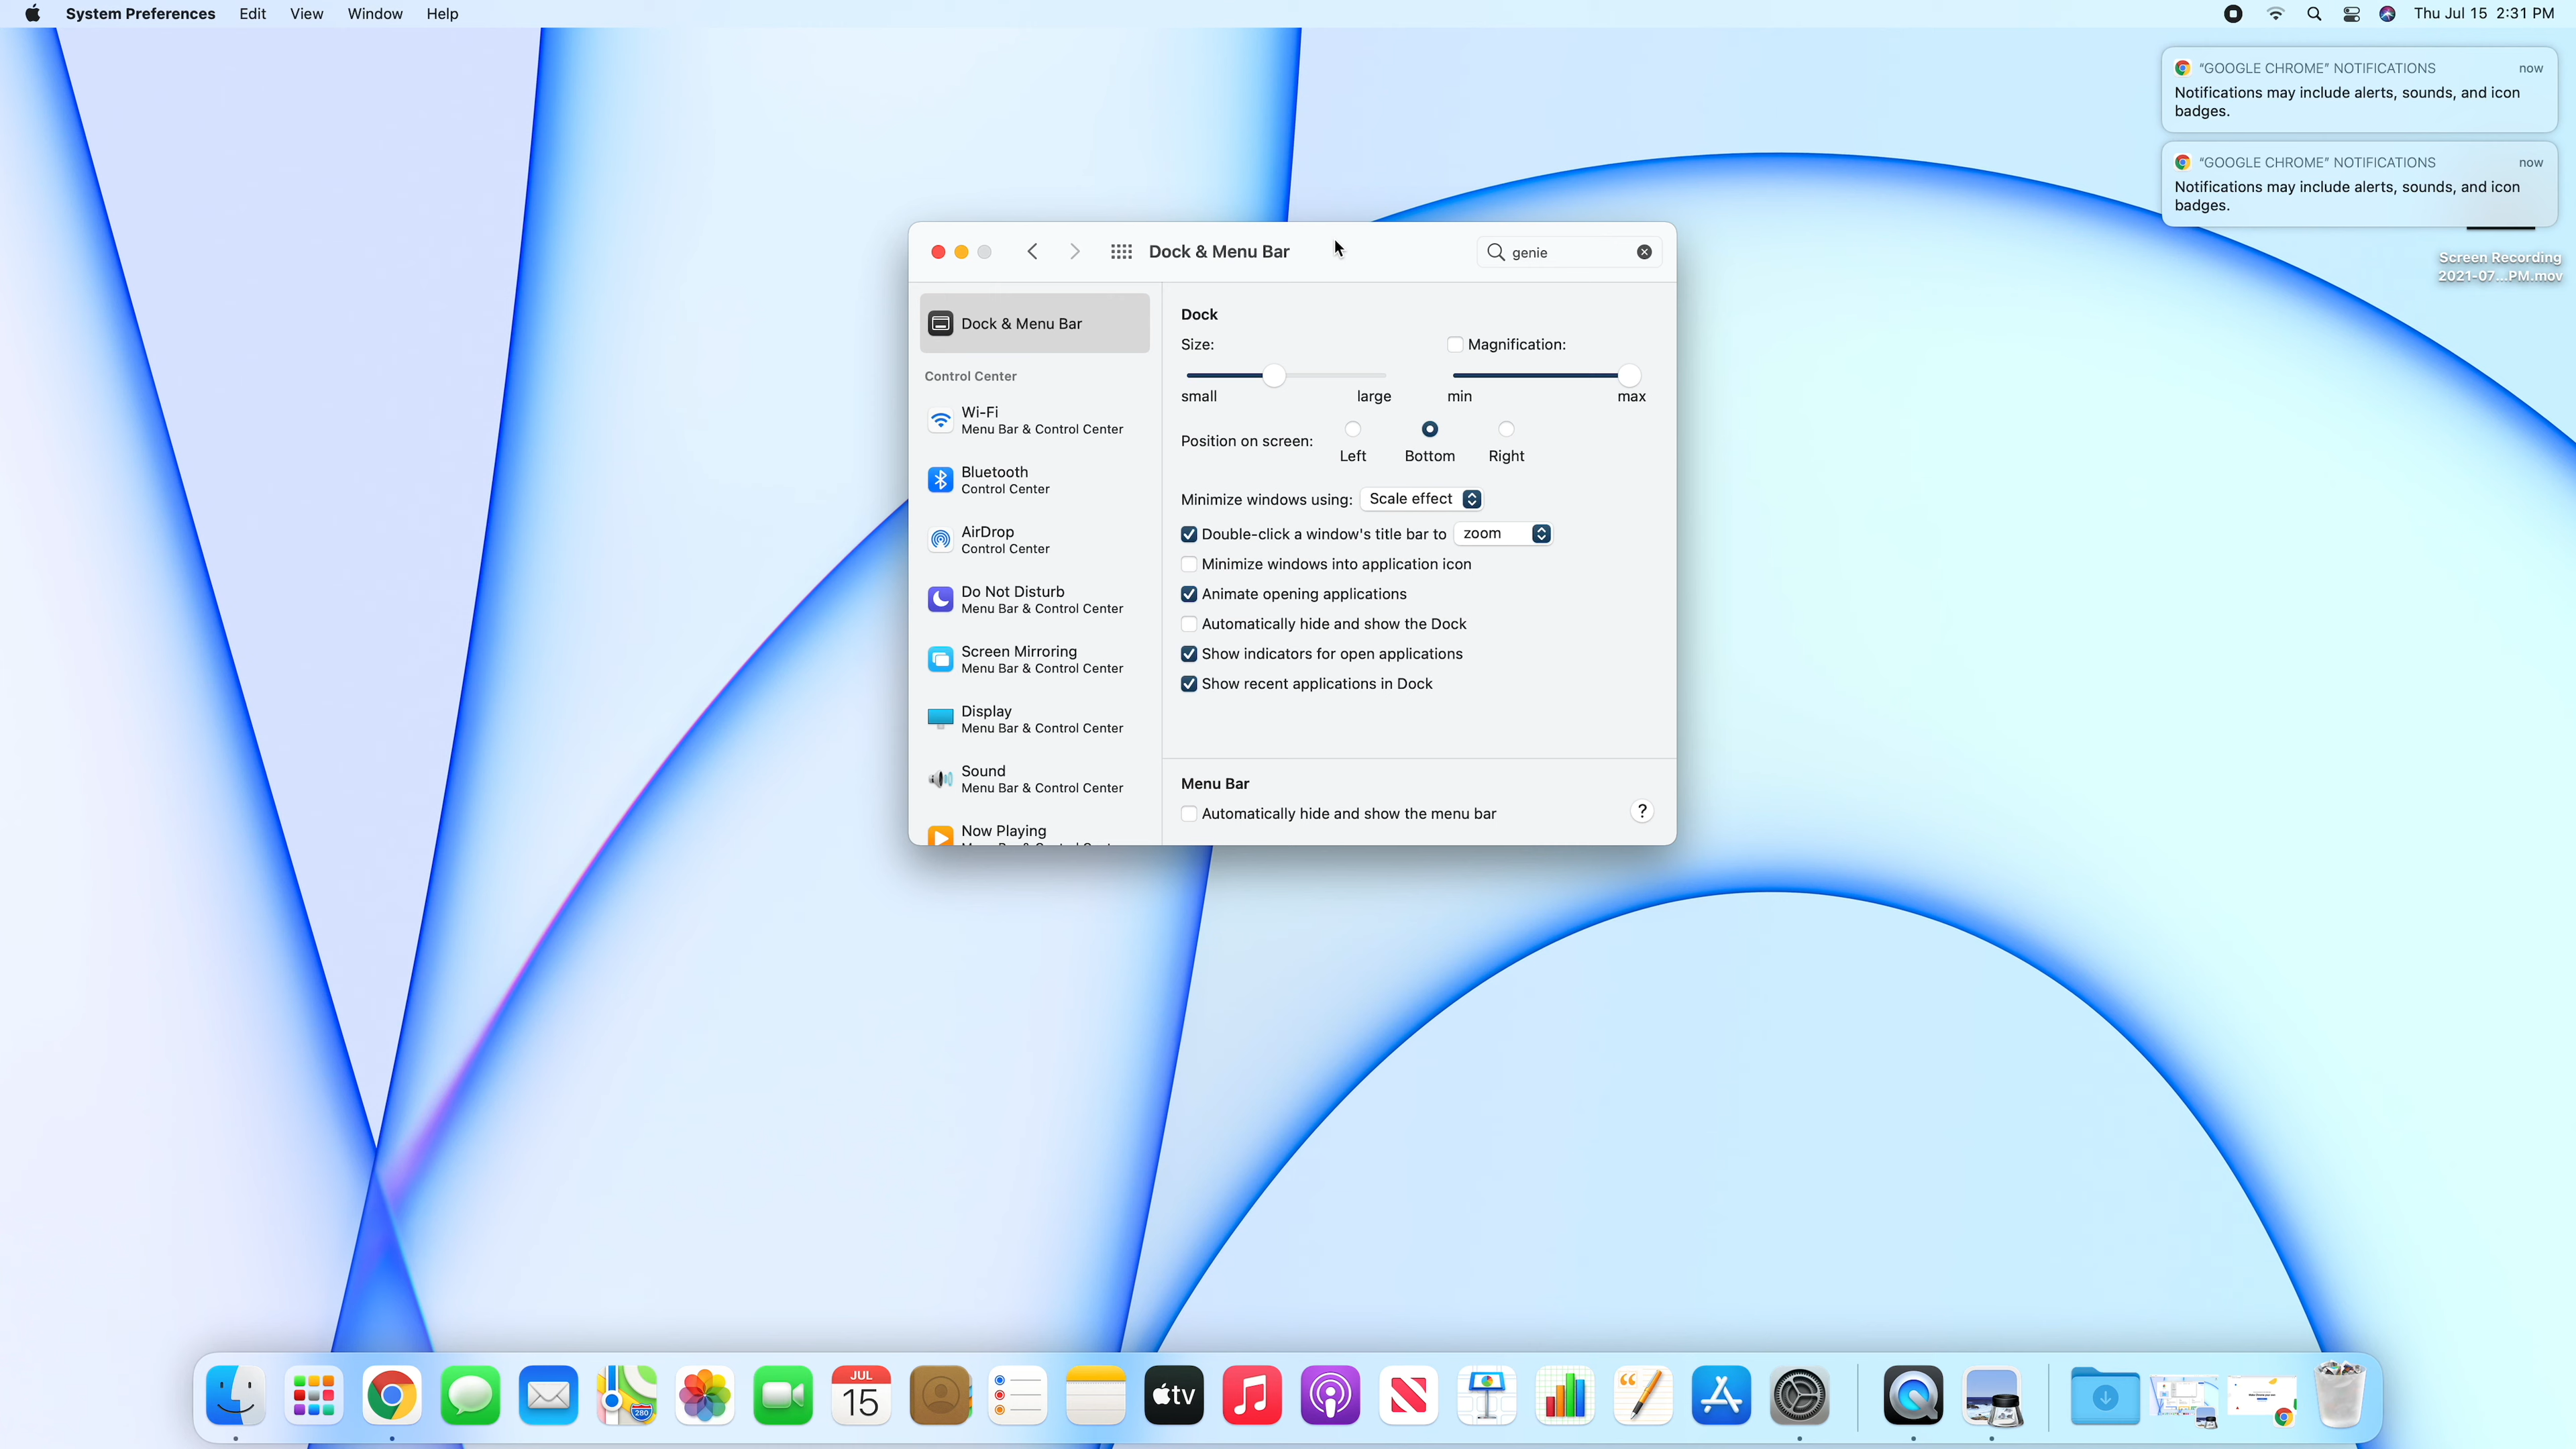 System Preferences Edit View Window Help
Thu Jul 15 2:31 PM
"GOOGLE CHROME" NOTIFICATIONS now
Notifications may include alerts, sounds, and icon
badges.
"GOOGLE CHROME" NOTIFICATIONS now
Notifications may include alerts, sounds, and icon
badges.
Screen Recording
2021-07...PM.mov
Dock & Menu Bar
genie
Dock & Menu Bar
Control Center
Wi-Fi
Menu Bar & Control Center
Bluetooth
Control Center
AirDrop
Control Center
Do Not Disturb
Menu Bar & Control Center
Screen Mirroring
Menu Bar & Control Center
Display
Menu Bar & Control Center
Sound
Menu Bar & Control Center
Now Playing
Dock
Size:
Magnification:
small large
min max
Position on screen:
Left Bottom Right
Minimize windows using: Scale effect
Double-click a window's title bar to zoom
Minimize windows into application icon
Animate opening applications
Automatically hide and show the Dock
Show indicators for open applications
Show recent applications in Dock
Menu Bar
Automatically hide and show the menu bar
?
280
JUL
15
tv